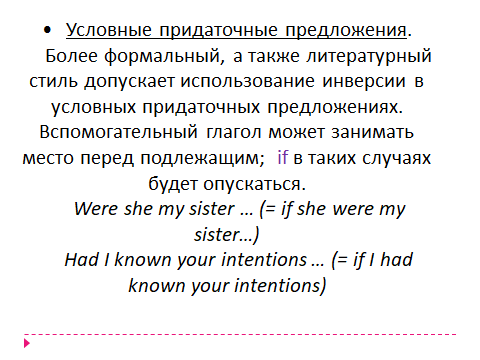 • Условные придаточные предложения.
Более формальный, а также литературный
стиль допускает использование инверсии в
условных придаточных предложениях.
Вспомогательный глагол может занимать
место перед подлежащим; if в таких случаях
будет опускаться.
Were she my sister ... (= if she were my
sister...)
Had I known your intentions ... (= if I had
known your intentions)